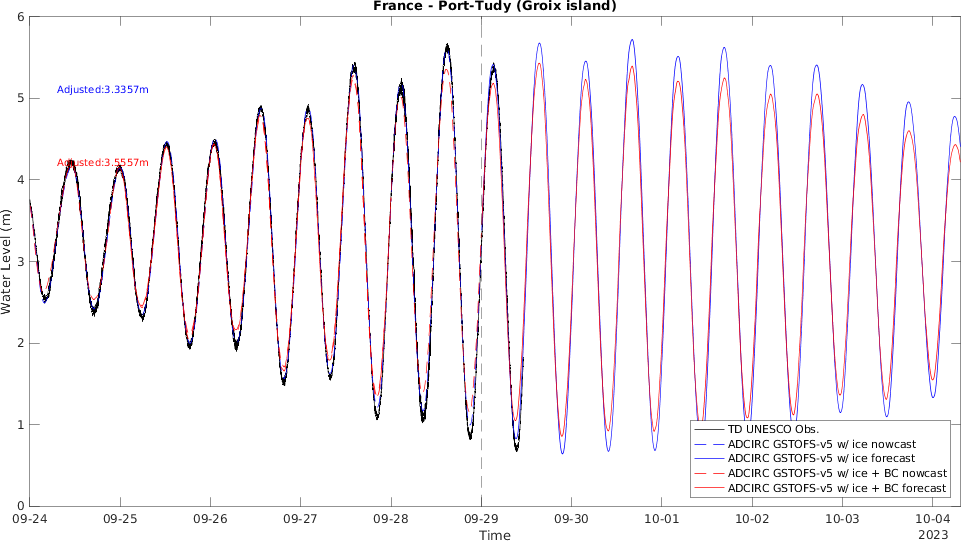 France - Port-Tudy (Groix island)
6
5
4
3
2
1
0
Water Level (m)
Adjusted:3.3357m
Adjusted:3.5557m
TD UNESCO Obs.
ADCIRC GSTOFS-v5 w/ ice nowcast
ADCIRC GSTOFS-v5 w/ ice forecast
ADCIRC GSTOFS-v5 w/ ice + BC nowcast
ADCIRC GSTOFS-v5 w/ ice + BC forecast
09-24 09-25 09-26 09-27 09-28 09-29 09-30 10-01 10-02 10-03 10-04
Time
2023